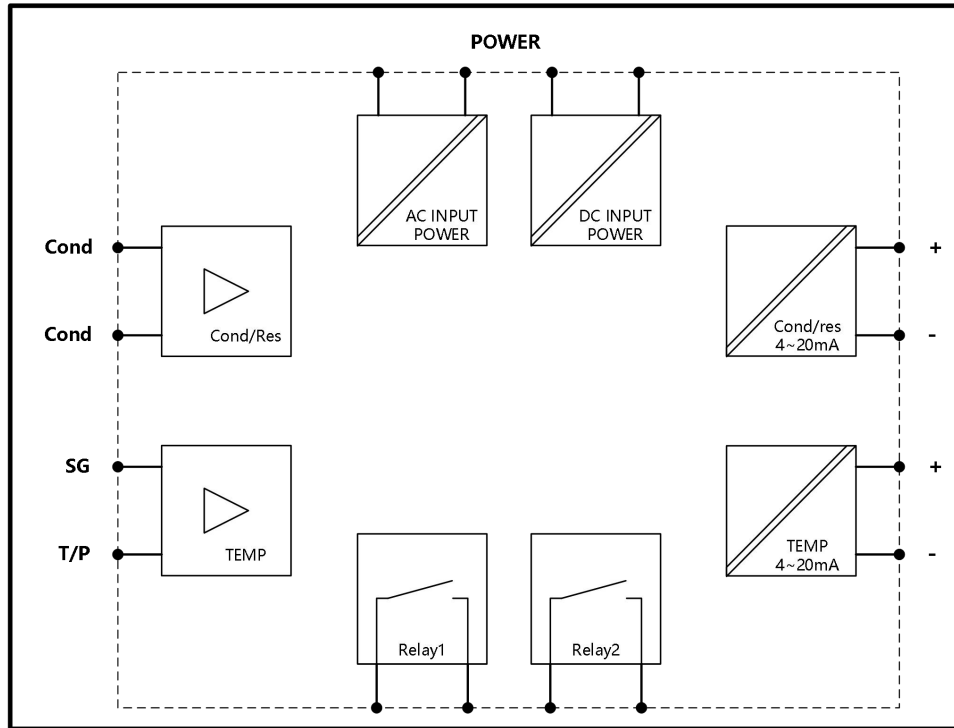 POWER
AC INPUT
POWER
DC INPUT
POWER
Cond
Cond
Cond/Res
Cond/res
4~20mA
+
-
SG
T/P
TEMP
TEMP
4~20mA
+
-
Relay1
Relay2